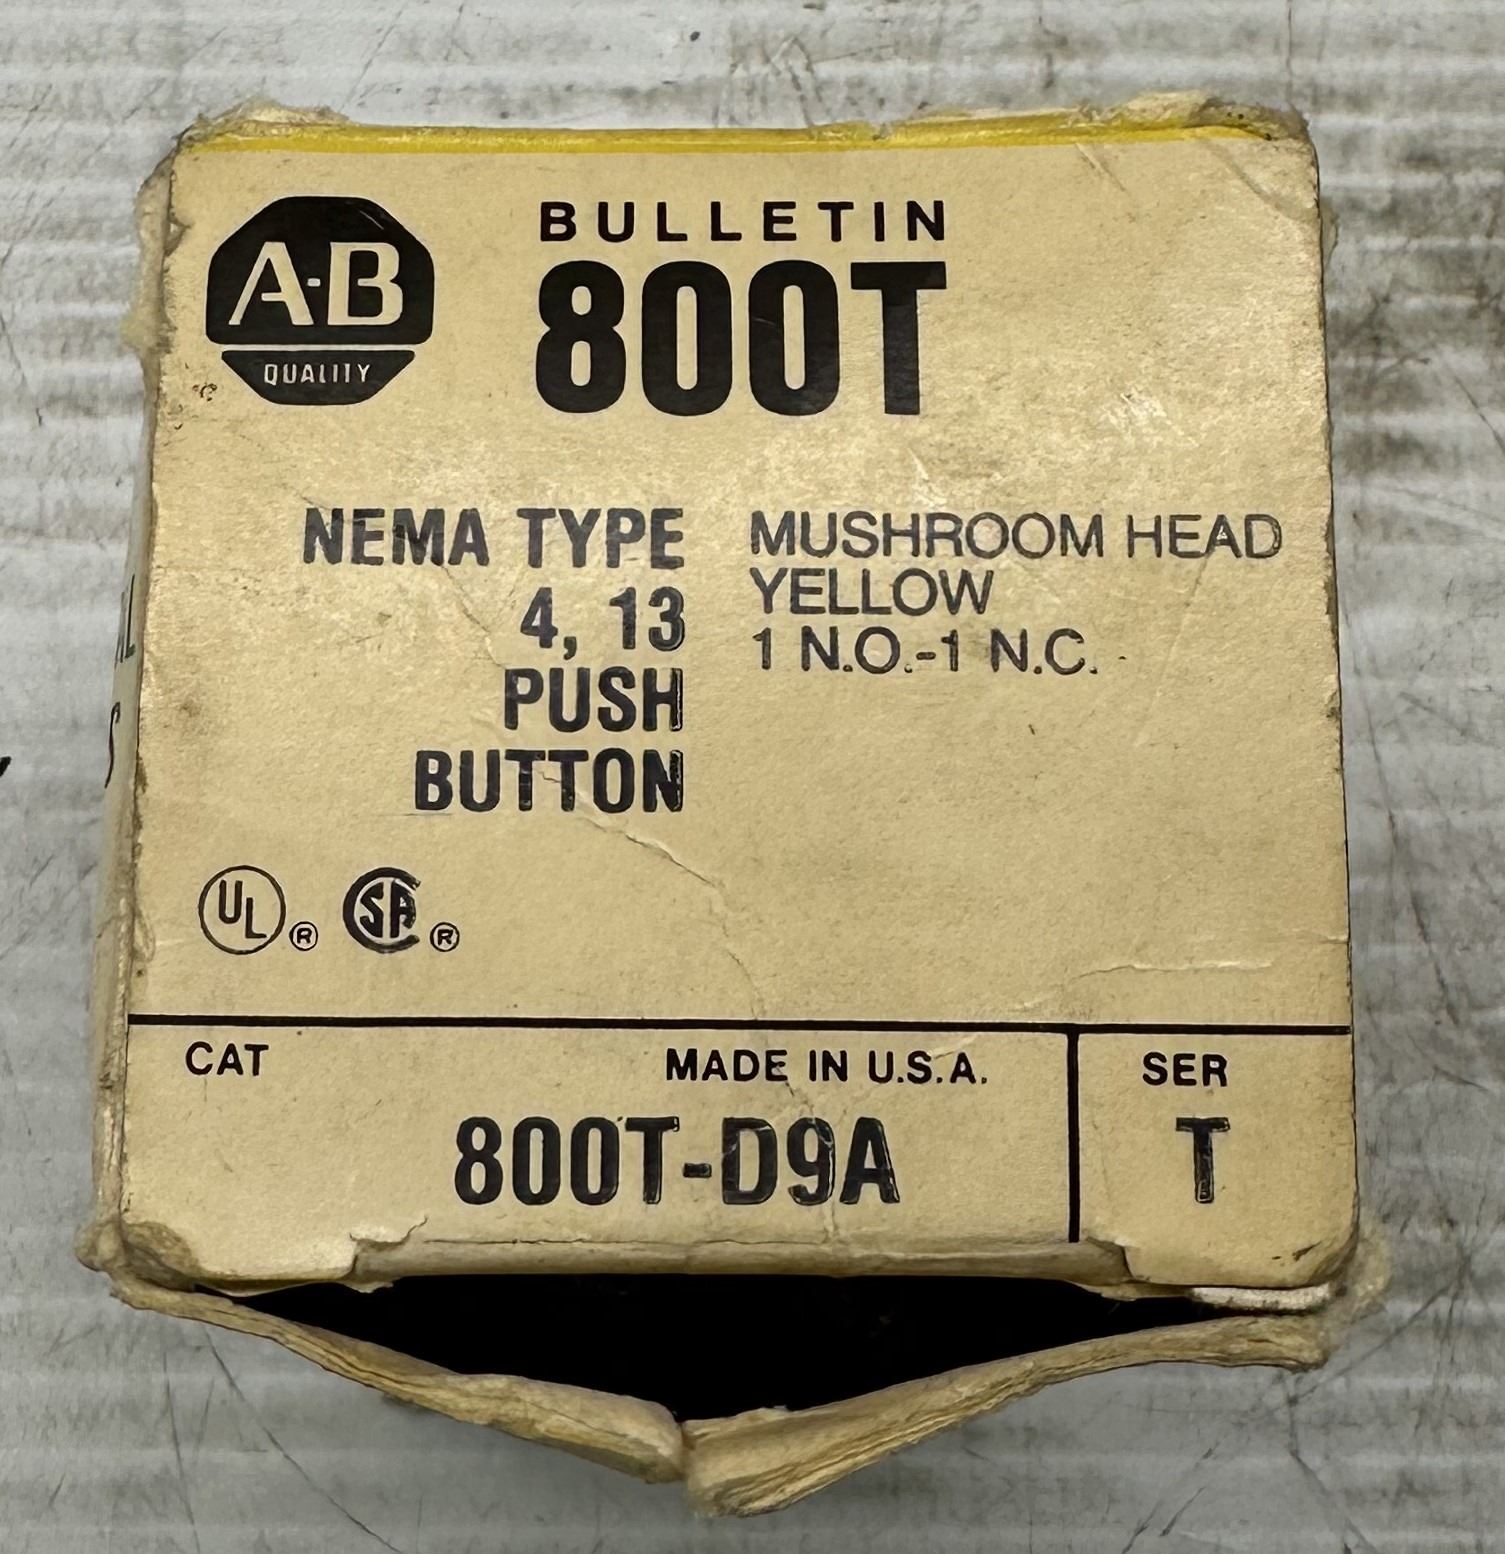 A-B
QUALITY
BULLETIN
800T
NEMA TYPE
4, 13
PUSH
BUTTON
MUSHROOM HEAD
YELLOW
1 N.O.-1 N.C.
UL ® SA ®
CAT
MADE IN U.S.A.
SER
800T-D9A
T